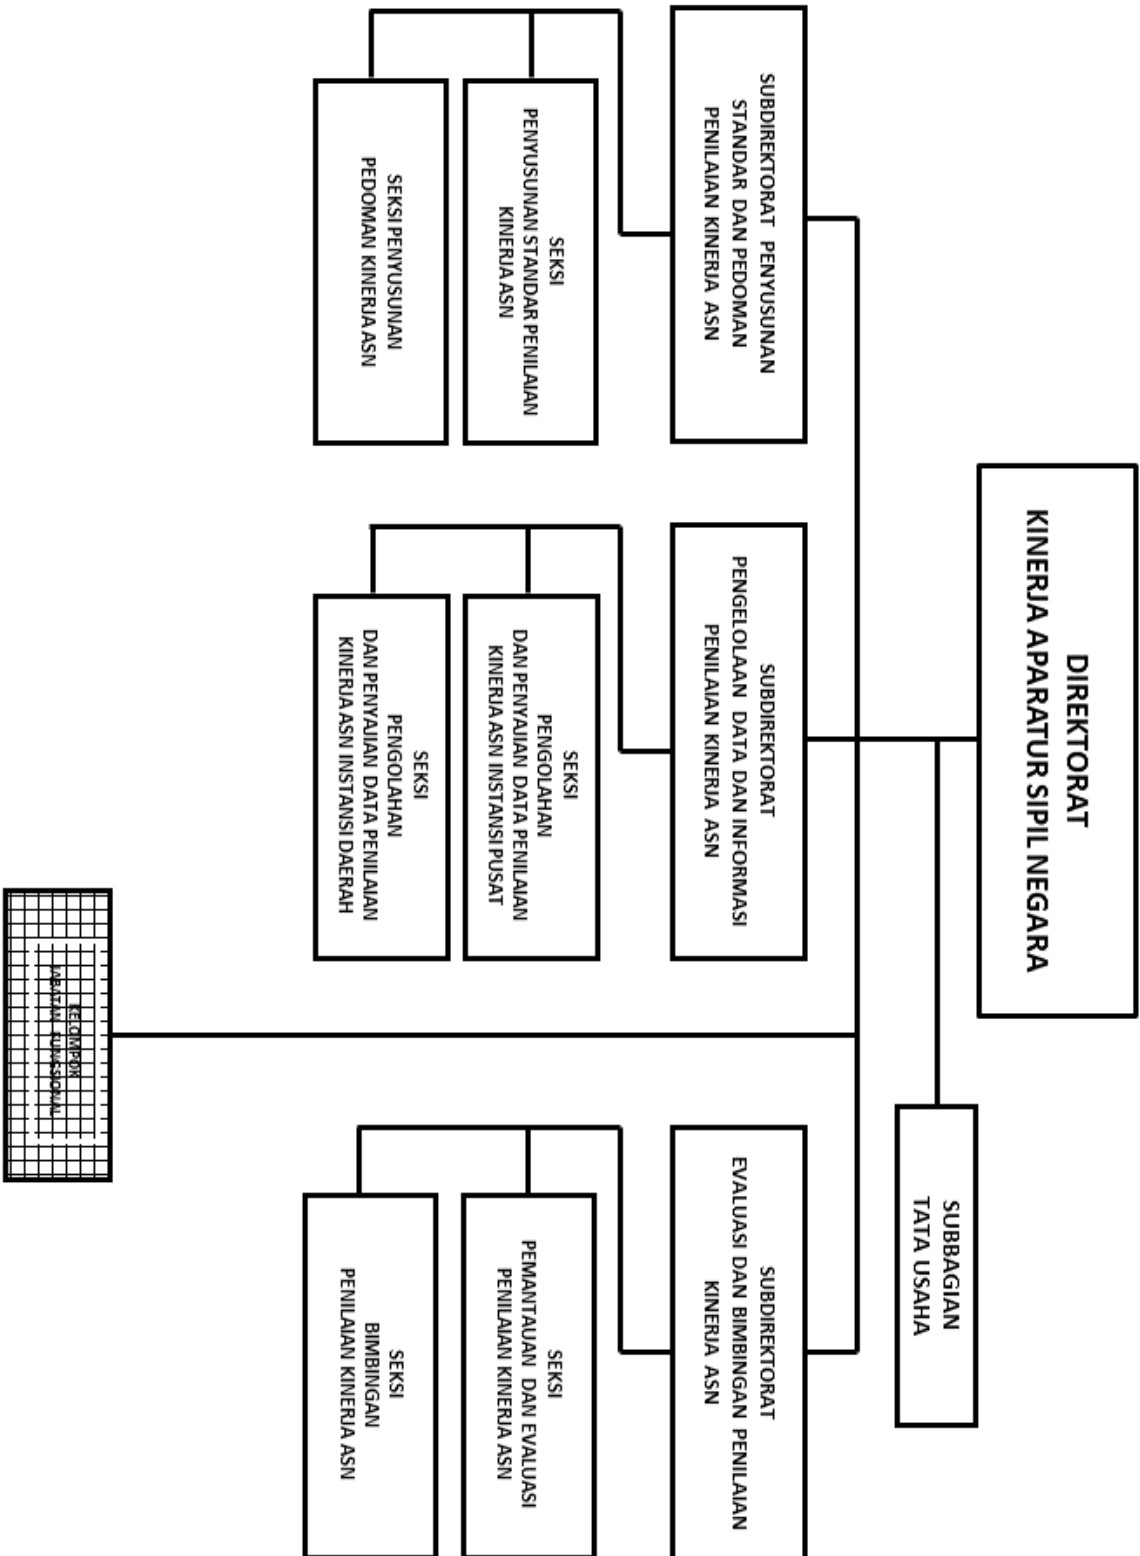 DIREKTORAT
KINERJA APARATUR SIPIL NEGARA
SUBBAGIAN
TATA USAHA
SUBDIREKTORAT PENYUSUNAN
STANDAR DAN PEDOMAN
PENILAIAN KINERJA ASN
SEKSI
PENYUSUNAN STANDAR PENILAIAN
KINERJA ASN
SEKSI PENYUSUNAN
PEDOMAN KINERJA ASN
SUBDIREKTORAT
PENGELOLAAN DATA DAN INFORMASI
PENILAIAN KINERJA ASN
SEKSI
PENGOLAHAN
DAN PENYAJIAN DATA PENILAIAN
KINERJA ASN INSTANSI PUSAT
SEKSI
PENGOLAHAN
DAN PENYAJIAN DATA PENILAIAN
KINERJA ASN INSTANSI DAERAH
SUBDIREKTORAT
EVALUASI DAN BIMBINGAN PENILAIAN
KINERJA ASN
SEKSI
PEMANTAUAN DAN EVALUASI
PENILAIAN KINERJA ASN
SEKSI
BIMBINGAN
PENILAIAN KINERJA ASN
KELOMPOK
JABATAN FUNGSIONAL